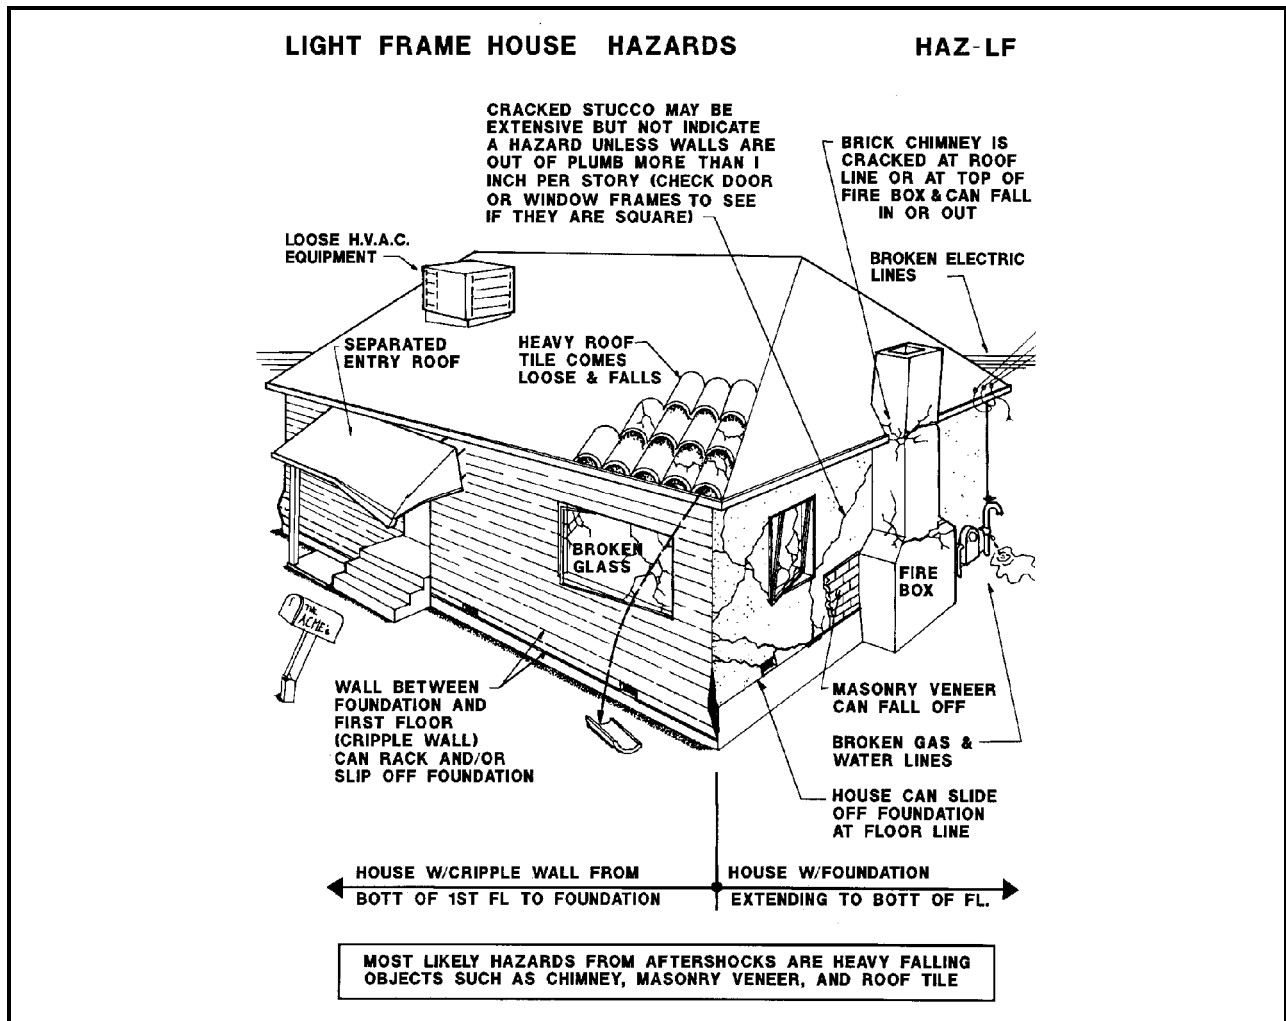 LIGHT FRAME HOUSE HAZARDS
HAZ-LF
CRACKED STUCCO MAY BE
EXTENSIVE BUT NOT INDICATE
A HAZARD UNLESS WALLS ARE
OUT OF PLUMB MORE THAN 1
INCH PER STORY (CHECK DOOR
OR WINDOW FRAMES TO SEE
IF THEY ARE SQUARE)
BRICK CHIMNEY IS
CRACKED AT ROOF
LINE OR AT TOP OF
FIRE BOX & CAN FALL
IN OR OUT
LOOSE H.V.A.C.
EQUIPMENT
BROKEN ELECTRIC
LINES
SEPARATED
ENTRY ROOF
HEAVY ROOF
TILE COMES
LOOSE & FALLS
BROKEN
GLASS
FIRE
BOX
THE
ACME's
WALL BETWEEN
FOUNDATION AND
FIRST FLOOR
(CRIPPLE WALL)
CAN RACK AND/OR
SLIP OFF FOUNDATION
MASONRY VENEER
CAN FALL OFF
BROKEN GAS &
WATER LINES
HOUSE CAN SLIDE
OFF FOUNDATION
AT FLOOR LINE
HOUSE W/CRIPPLE WALL FROM
BOTT OF 1ST FL TO FOUNDATION
HOUSE W/FOUNDATION
EXTENDING TO BOTT OF FL.
MOST LIKELY HAZARDS FROM AFTERSHOCKS ARE HEAVY FALLING
OBJECTS SUCH AS CHIMNEY, MASONRY VENEER, AND ROOF TILE